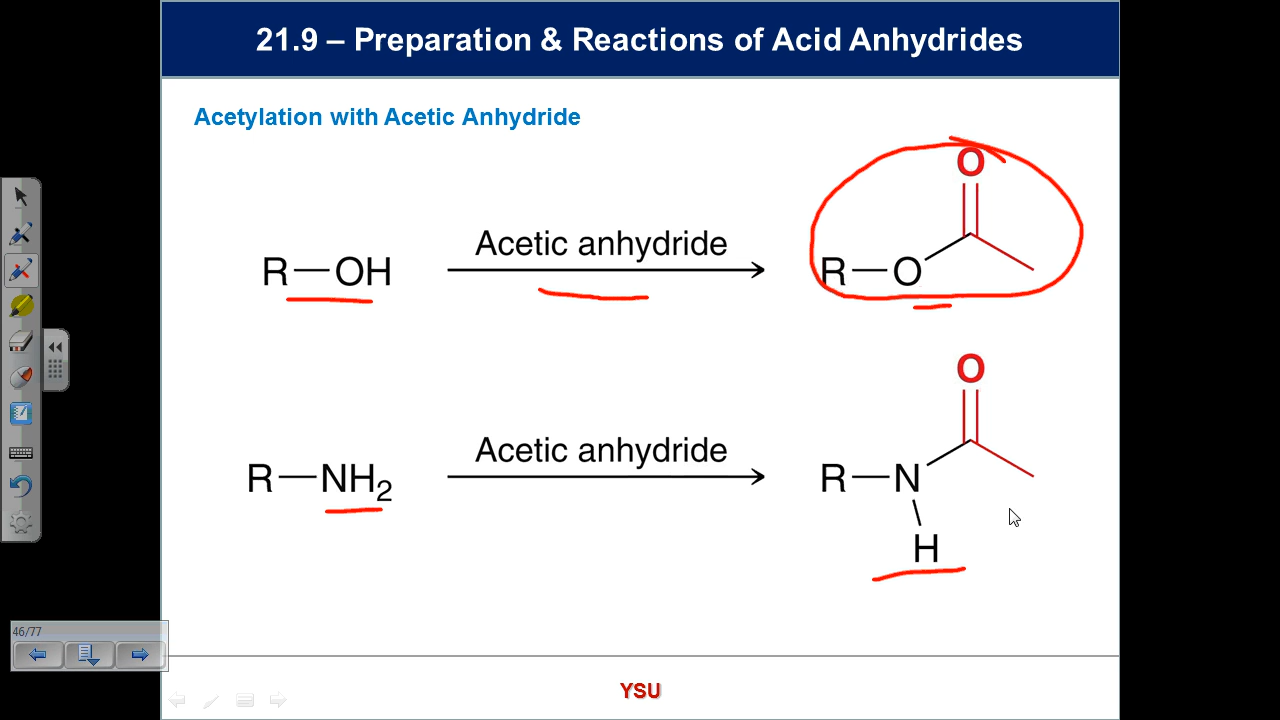 21.9 – Preparation & Reactions of Acid Anhydrides
Acetylation with Acetic Anhydride
O
Acetic anhydride
R—OH
R—O
O
Acetic anhydride
R—NH₂
R—N
H
46/77
YSU